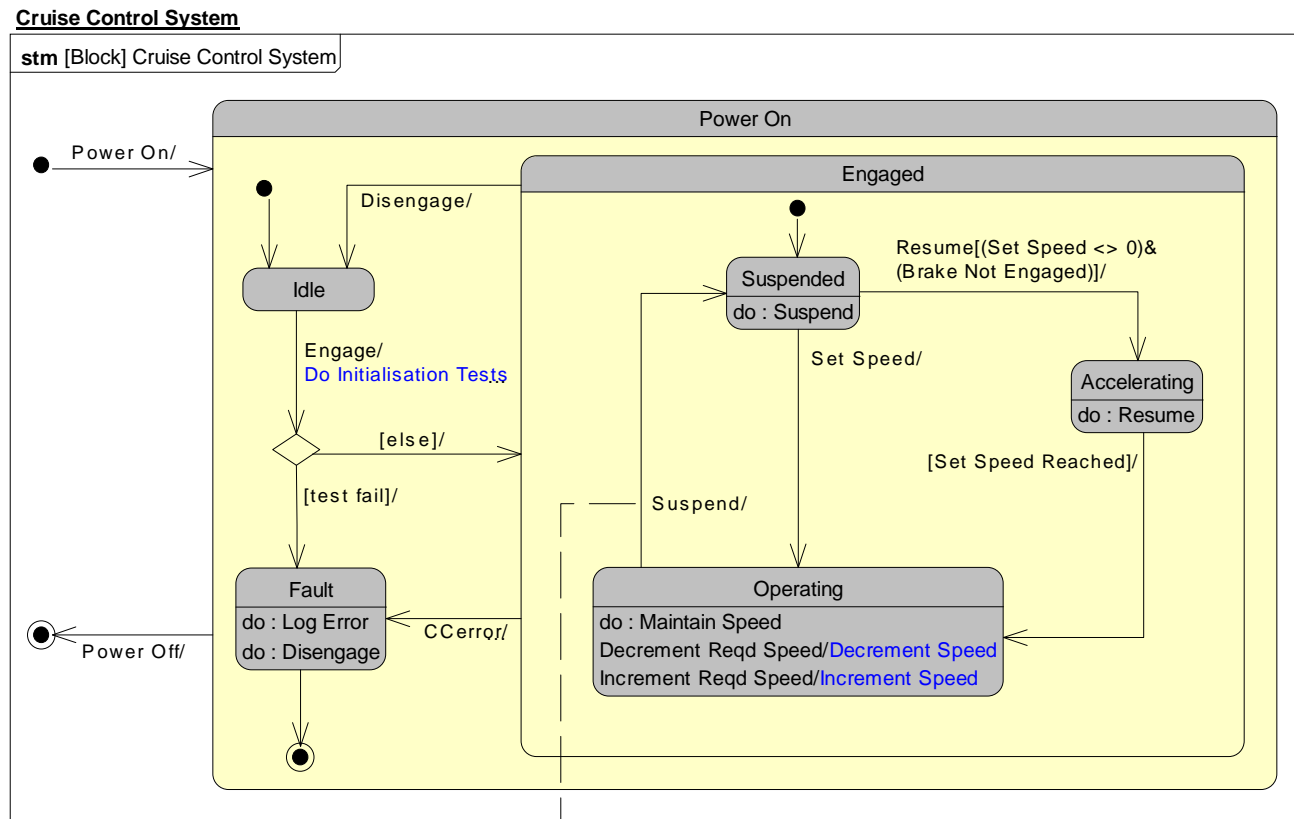 Cruise Control System
stm [Block] Cruise Control System
Power On
Power On/
Engaged
Disengage/
Resume[(Set Speed <> 0)&
(Brake Not Engaged)]/
Idle
Suspended
do : Suspend
Engage/
Do Initialisation Tests
Set Speed/
Accelerating
do : Resume
[else]/
[Set Speed Reached]/
[test fail]/
Suspend/
Fault
do : Log Error
do : Disengage
CCerror/
Operating
do : Maintain Speed
Decrement Reqd Speed/Decrement Speed
Increment Reqd Speed/Increment Speed
Power Off/